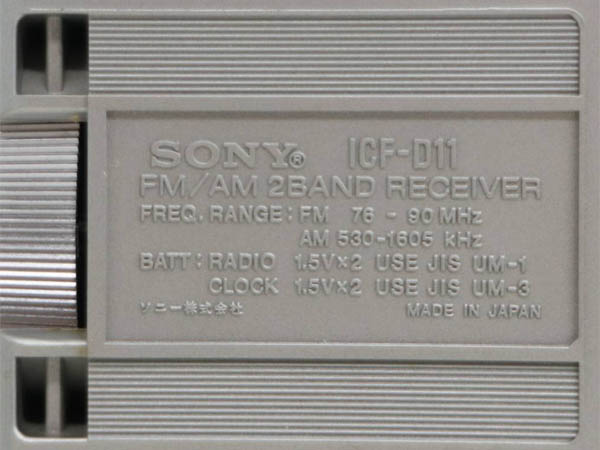 SONY® ICF-D11
FM/AM 2BAND RECEIVER
FREQ. RANGE: FM 76 - 90 MHz
AM 530-1605 kHz
BATT: RADIO 1.5V×2 USE JIS UM-1
CLOCK 1.5V×2 USE JIS UM-3
ソニー株式会社 MADE IN JAPAN